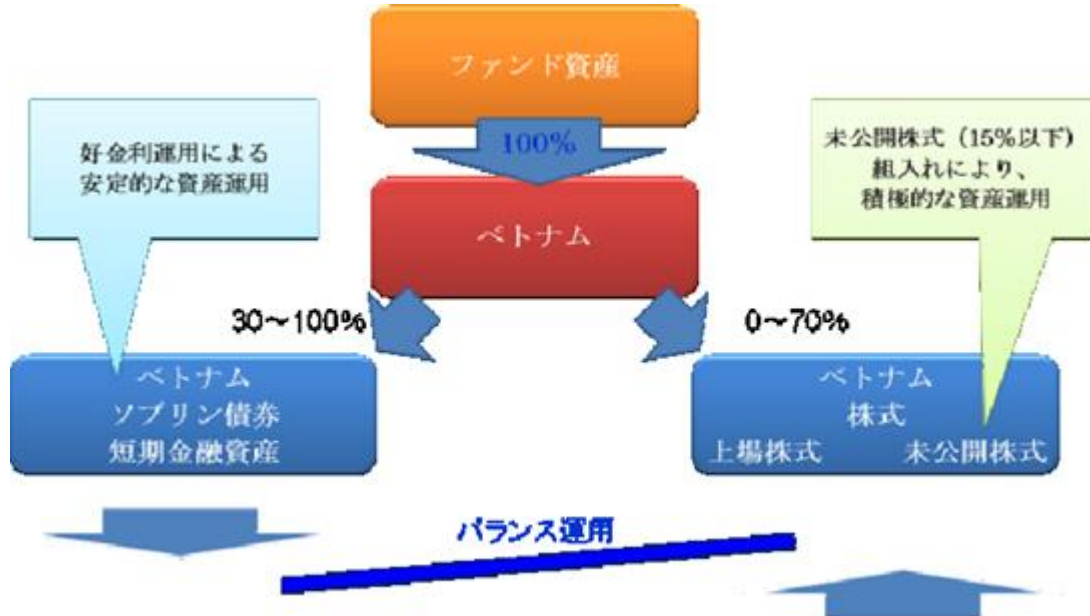 ファンド資産
100%
好金利運用による
安定的な資産運用
未公開株式（15%以下）
組入れにより、
積極的な資産運用
ベトナム
30～100%
0～70%
ベトナム
ソブリン債券
短期金融資産
ベトナム
株式
上場株式 未公開株式
バランス運用